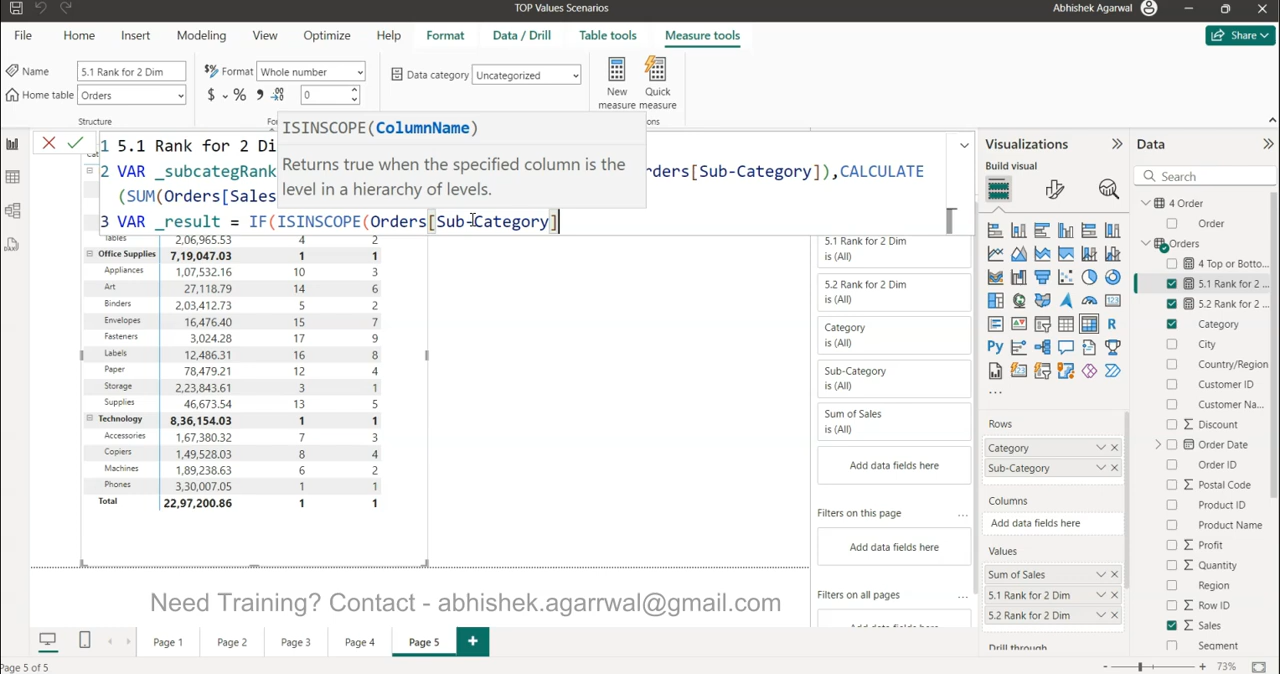 TOP Values Scenarios
Abhishek Agarwal
File Home Insert Modeling View Optimize Help Format Data / Drill Table tools Measure tools
Share
Name 5.1 Rank for 2 Dim
Format Whole number
Data category Uncategorized
Home table Orders
$ % 0
New measure
Quick measure
Structure
ISINSCOPE(ColumnName)
Returns true when the specified column is the level in a hierarchy of levels.
1 5.1 Rank for 2 Di
2 VAR _subcategRank rders[Sub-Category]),CALCULATE
(SUM(Orders[Sales
3 VAR _result = IF(ISINSCOPE(Orders[Sub-Category]
Tables 2,06,965.53 4 2
Office Supplies 7,19,047.03 1 1
Appliances 1,07,532.16 10 3
Art 27,118.79 14 6
Binders 2,03,412.73 5 2
Envelopes 16,476.40 15 7
Fasteners 3,024.28 17 9
Labels 12,486.31 16 8
Paper 78,479.21 12 4
Storage 2,23,843.61 3 1
Supplies 46,673.54 13 5
Technology 8,36,154.03 1 1
Accessories 1,67,380.32 7 3
Copiers 1,49,528.03 8 4
Machines 1,89,238.63 6 2
Phones 3,30,007.05 1 1
Total 22,97,200.86 1 1
5.1 Rank for 2 Dim
is (All)
5.2 Rank for 2 Dim
is (All)
Category
is (All)
Sub-Category
is (All)
Sum of Sales
is (All)
Add data fields here
Filters on this page ...
Add data fields here
Filters on all pages ...
Visualizations
Build visual
R
Py
...
Rows
Category
Sub-Category
Columns
Add data fields here
Values
Sum of Sales
5.1 Rank for 2 Dim
5.2 Rank for 2 Dim
Drill through
Data
Search
4 Order
Order
Orders
4 Top or Botto...
5.1 Rank for 2 ...
5.2 Rank for 2 ...
Category
City
Country/Region
Customer ID
Customer Na...
Discount
Order Date
Order ID
Postal Code
Product ID
Product Name
Profit
Quantity
Region
Row ID
Sales
Segment
Need Training? Contact - abhishek.agarrwal@gmail.com
Page 1 Page 2 Page 3 Page 4 Page 5 +
Page 5 of 5
- + 73%